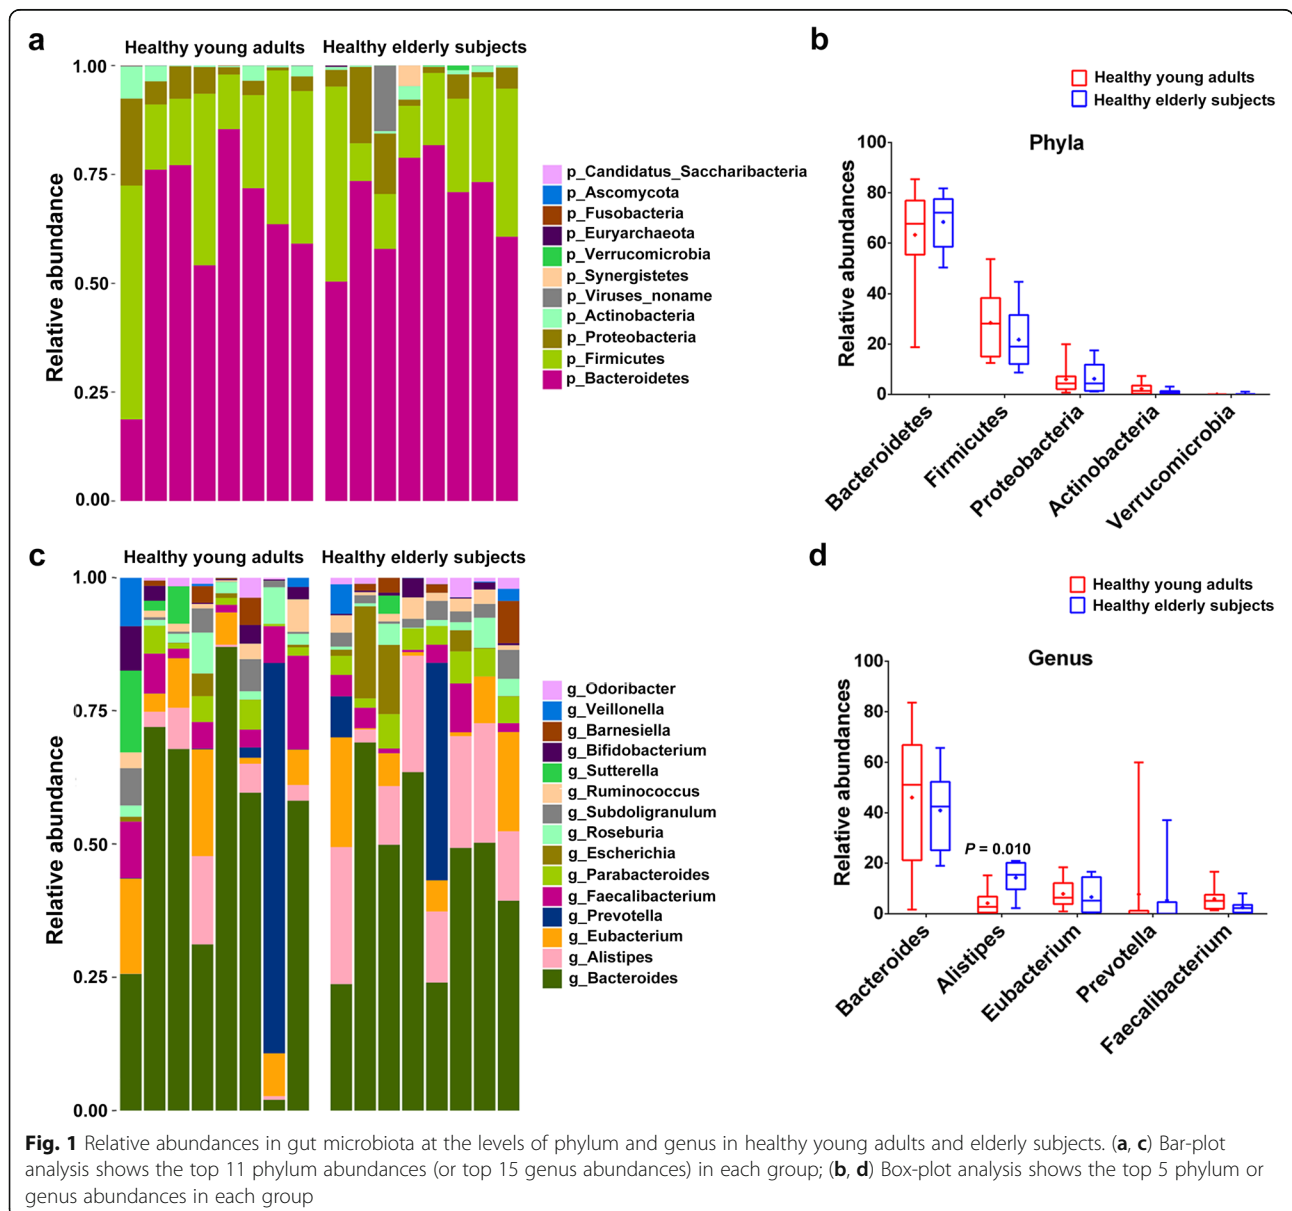 a
Healthy young adults
Healthy elderly subjects
1.00
0.75
0.50
0.25
0.00
Relative abundance
p_Candidatus_Saccharibacteria
p_Ascomycota
p_Fusobacteria
p_Euryarchaeota
p_Verrucomicrobia
p_Synergistetes
p_Viruses_noname
p_Actinobacteria
p_Proteobacteria
p_Firmicutes
p_Bacteroidetes
b
Healthy young adults
Healthy elderly subjects
Phyla
100
80
60
40
20
0
Relative abundances
Bacteroidetes
Firmicutes
Proteobacteria
Actinobacteria
Verrucomicrobia
c
Healthy young adults
Healthy elderly subjects
1.00
0.75
0.50
0.25
0.00
Relative abundance
g_Odoribacter
g_Veillonella
g_Barnesiella
g_Bifidobacterium
g_Sutterella
g_Ruminococcus
g_Subdoligranulum
g_Roseburia
g_Escherichia
g_Parabacteroides
g_Faecalibacterium
g_Prevotella
g_Eubacterium
g_Alistipes
g_Bacteroides
d
Healthy young adults
Healthy elderly subjects
Genus
100
80
60
40
20
0
Relative abundances
P = 0.010
Bacteroides
Alistipes
Eubacterium
Prevotella
Faecalibacterium
Fig. 1 Relative abundances in gut microbiota at the levels of phylum and genus in healthy young adults and elderly subjects. (a, c) Bar-plot
analysis shows the top 11 phylum abundances (or top 15 genus abundances) in each group; (b, d) Box-plot analysis shows the top 5 phylum or
genus abundances in each group